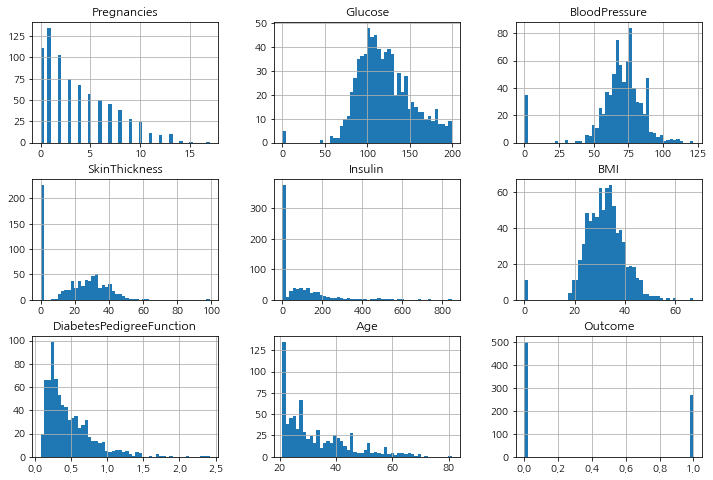 Pregnancies
125
100
75
50
25
0
0 5 10 15
Glucose
50
40
30
20
10
0
0 50 100 150 200
BloodPressure
80
60
40
20
0
0 25 50 75 100 125
SkinThickness
200
150
100
50
0
0 20 40 60 80 100
Insulin
300
200
100
0
0 200 400 600 800
BMI
60
40
20
0
0 20 40 60
DiabetesPedigreeFunction
100
80
60
40
20
0
0,0 0,5 1,0 1,5 2,0 2,5
Age
125
100
75
50
25
0
20 40 60 80
Outcome
500
400
300
200
100
0
0,0 0,2 0,4 0,6 0,8 1,0